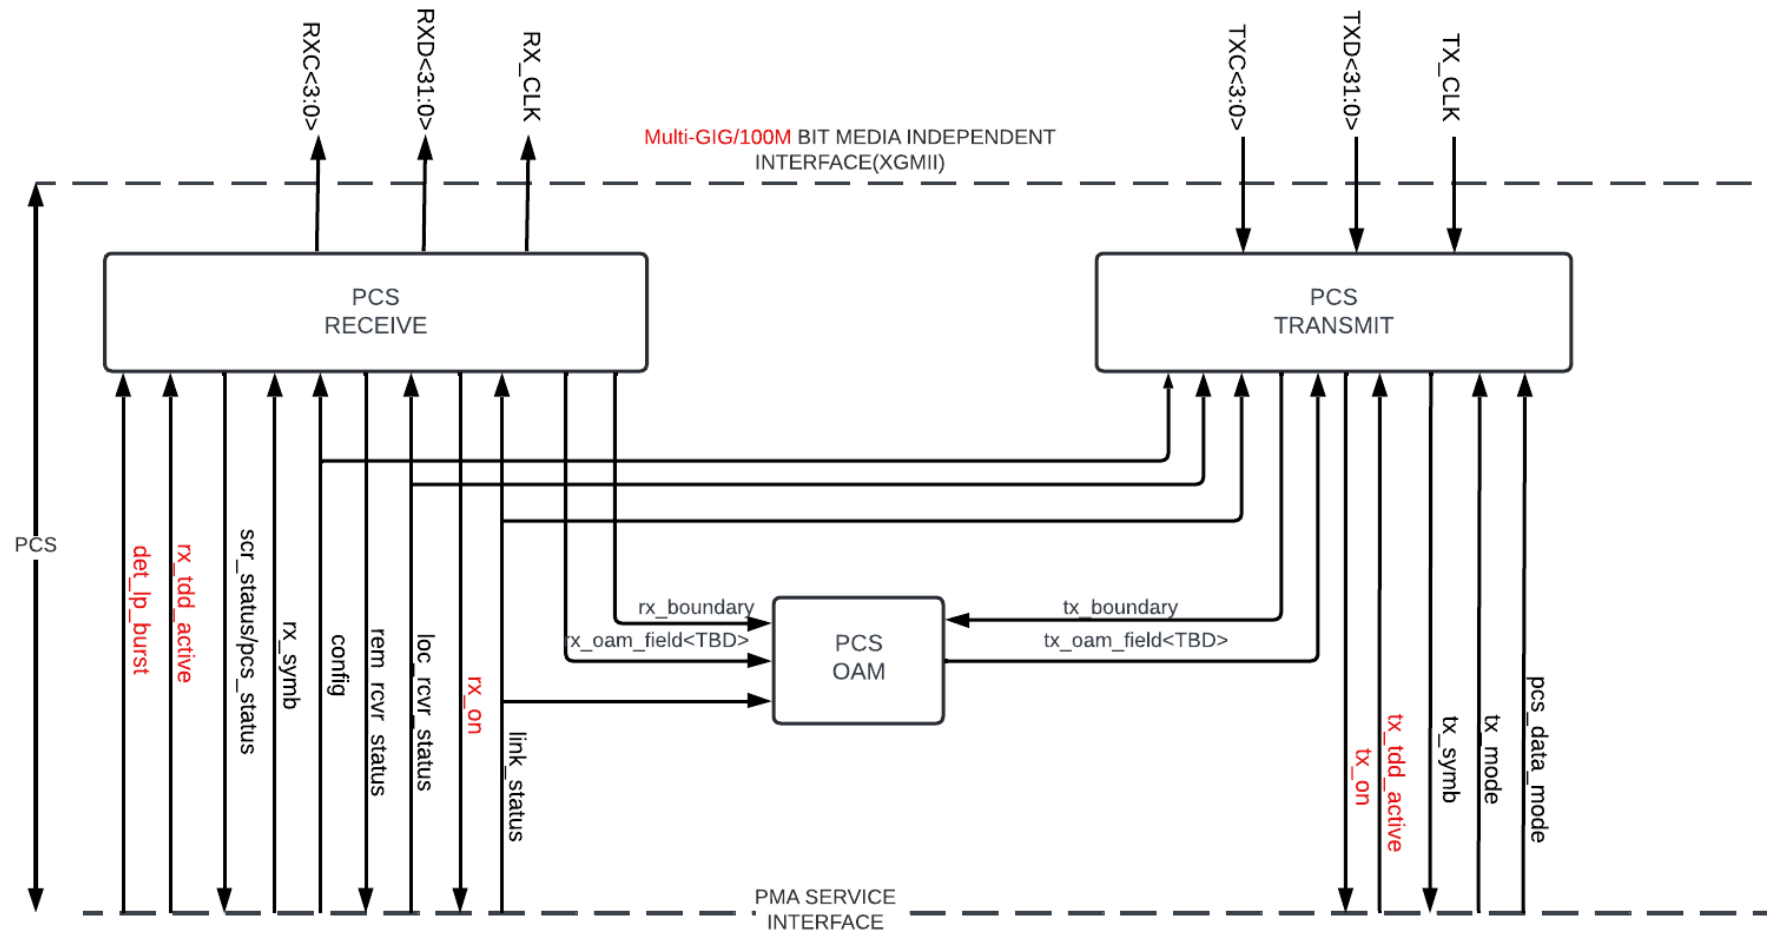 RXC<3:0>
RXD<31:0>
RX_CLK
TXC<3:0>
TXD<31:0>
TX_CLK
Multi-GIG/100M BIT MEDIA INDEPENDENT
INTERFACE(XGMII)
PCS
RECEIVE
PCS
TRANSMIT
PCS
det_lp_burst
rx_tdd_active
scr_status/pcs_status
rx_symb
config
rem_rcvr_status
loc_rcvr_status
rx_on
link_status
rx_boundary
rx_oam_field<TBD>
PCS
OAM
tx_boundary
tx_oam_field<TBD>
tx_on
tx_tdd_active
tx_symb
tx_mode
pcs_data_mode
PMA SERVICE
INTERFACE